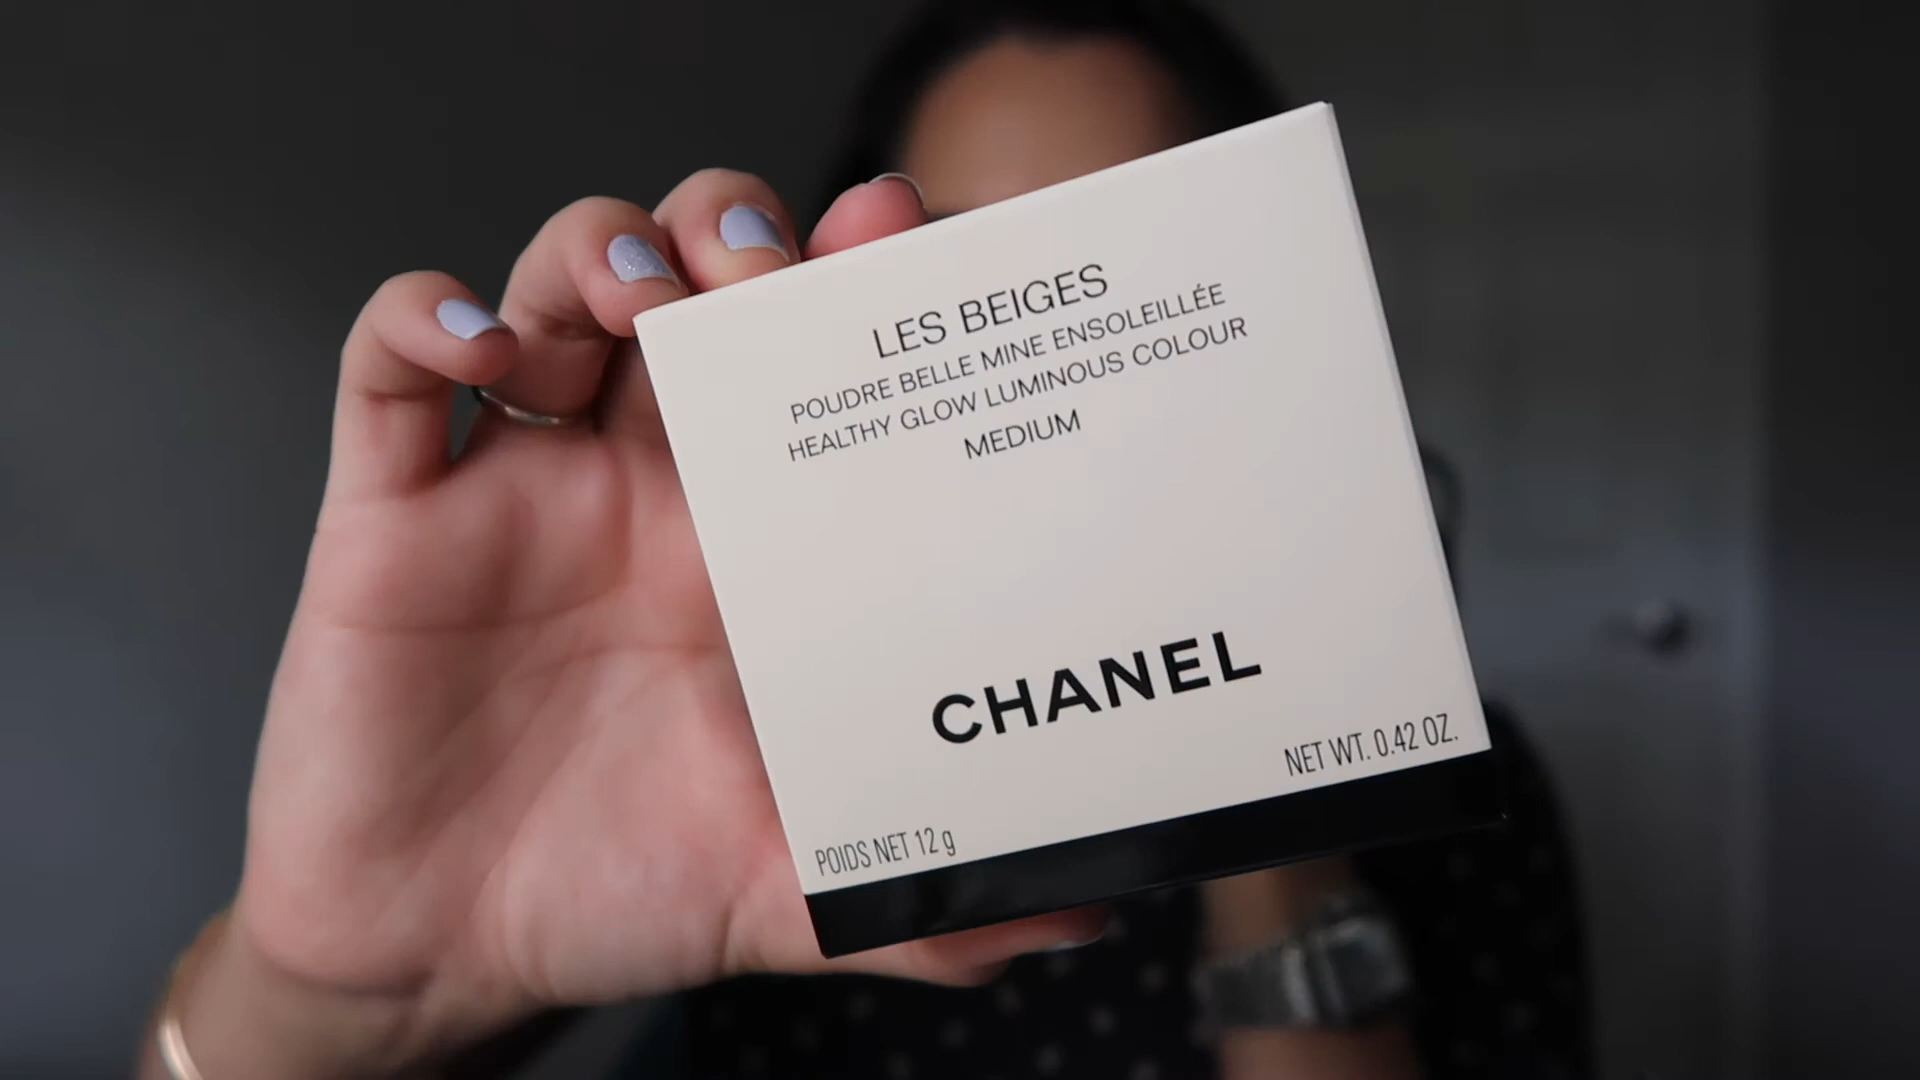 LES BEIGES
POUDRE BELLE MINE ENSOLEILLÉE
HEALTHY GLOW LUMINOUS COLOUR
MEDIUM
CHANEL
POIDS NET 12 g
NET WT. 0.42 OZ.